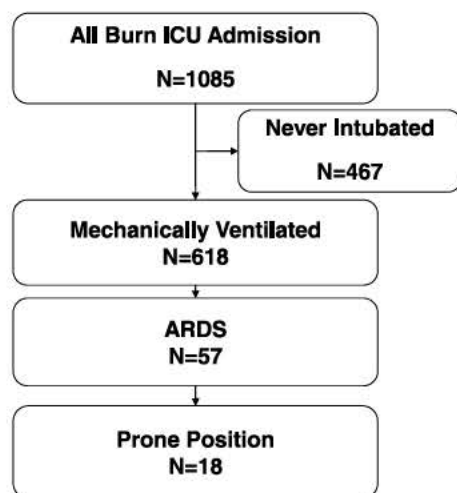 All Burn ICU Admission
N=1085
Never Intubated
N=467
Mechanically Ventilated
N=618
ARDS
N=57
Prone Position
N=18